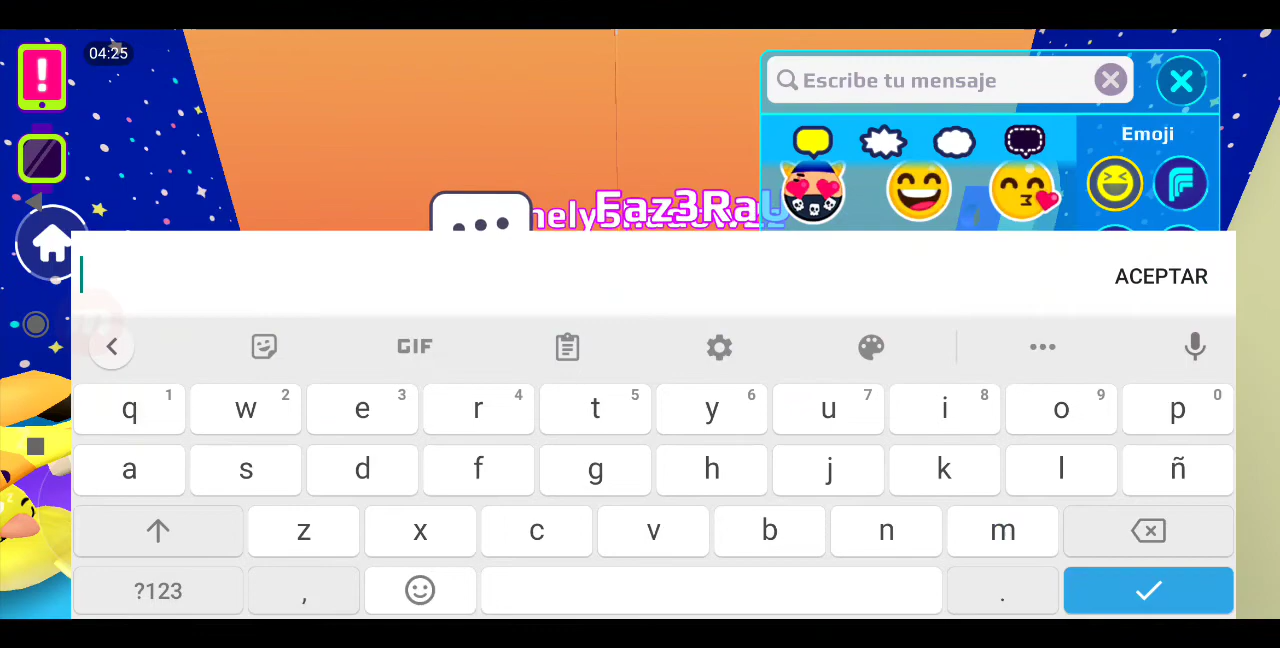 04:25
Escribe tu mensaje
Emoji
Faz3RaU
ACEPTAR
GIF
q 1 w 2 e 3 r 4 t 5 y 6 u 7 i 8 o 9 p 0
a s d f g h j k l ñ
z x c v b n m
?123 , .